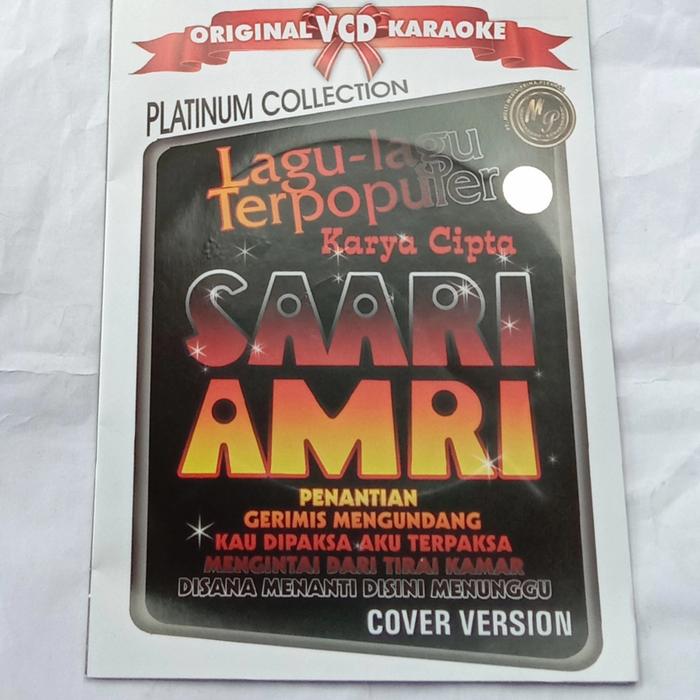 ORIGINAL VCD KARAOKE
PLATINUM COLLECTION
MP
Lagu-lagu
Terpopuler
Karya Cipta
SAARI
AMRI
PENANTIAN
GERIMIS MENGUNDANG
KAU DIPAKSA AKU TERPAKSA
MENGINTAI DARI TIRAI KAMAR
DISANA MENANTI DISINI MENUNGGU
COVER VERSION